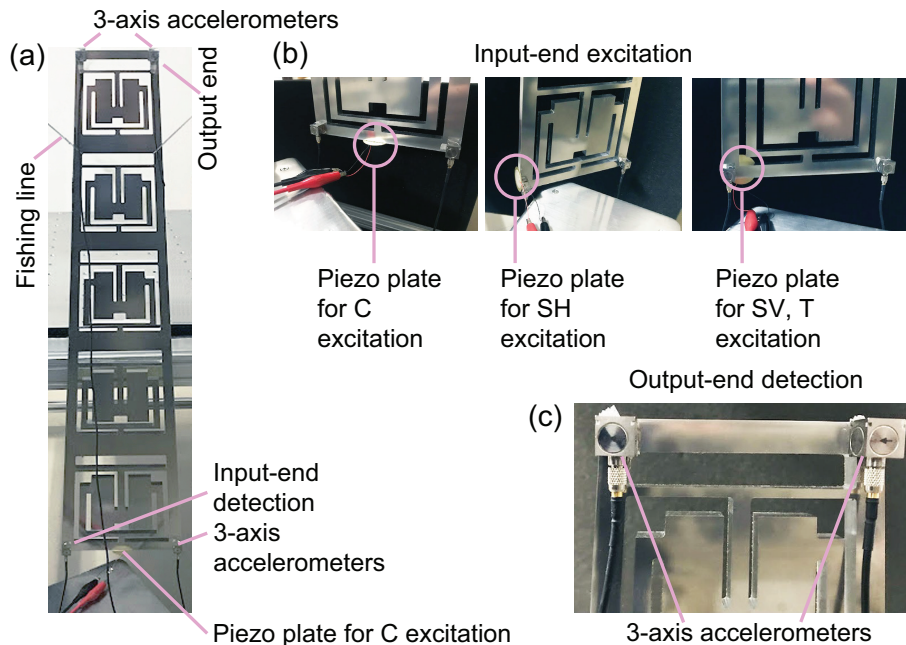 3-axis accelerometers
(a)
Output end
Fishing line
Input-end
detection
3-axis
accelerometers
Piezo plate for C excitation
(b)
Input-end excitation
Piezo plate
for C
excitation
Piezo plate
for SH
excitation
Piezo plate
for SV, T
excitation
Output-end detection
(c)
3-axis accelerometers